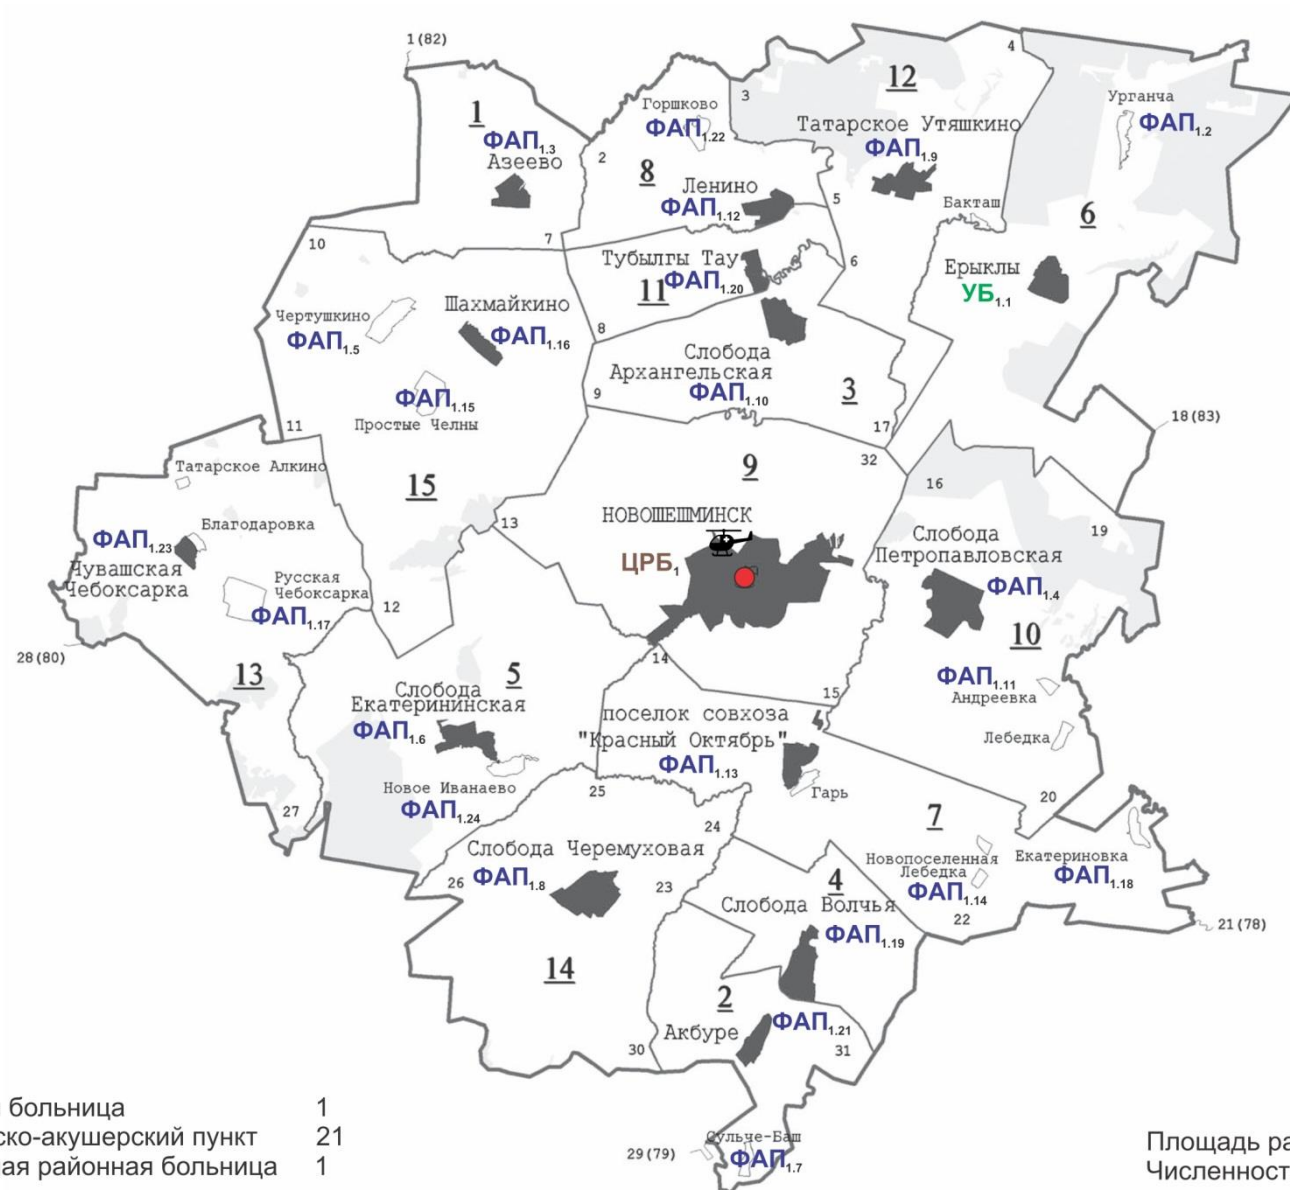 1 (82)
4
12
3
Горшково
ФАП1.22
Урганча
ФАП1.2
1
ФАП1.3
Азеево
Татарское Утяшкино
ФАП1.9
2
8
Ленино
ФАП1.12
5
Бакташ
6
10
7
Тубылгы Тау
ФАП1.20
11
6
Ерыклы
УБ1.1
Чертушкино
ФАП1.5
Шахмайкино
ФАП1.16
8
Слобода
Архангельская
ФАП1.10
3
9
ФАП1.15
Простые Челны
11
17
18 (83)
32
9
Татарское Алкино
15
16
13
19
НОВОШЕШМИНСК
ЦРБ1
Благодаровка
ФАП1.23
Чувашская
Чебоксарка
Слобода
Петропавловская
ФАП1.4
Русская
Чебоксарка
ФАП1.17
12
10
28 (80)
13
14
5
Слобода
Екатерининская
ФАП1.6
15
ФАП1.11
Андреевка
Лебедка
поселок совхоза
"Красный Октябрь"
ФАП1.13
Гарь
Новое Иванаево
ФАП1.24
25
27
20
24
7
Слобода Черемуховая
ФАП1.8
26
23
Новопоселенная
Лебедка
ФАП1.14
22
Екатериновка
ФАП1.18
4
Слобода Волчья
ФАП1.19
21 (78)
14
2
Акбуре
ФАП1.21
30
31
больница 1
ско-акушерский пункт 21
ая районная больница 1
29 (79)
Сульче-Баш
ФАП1.7
Площадь ра
Численност